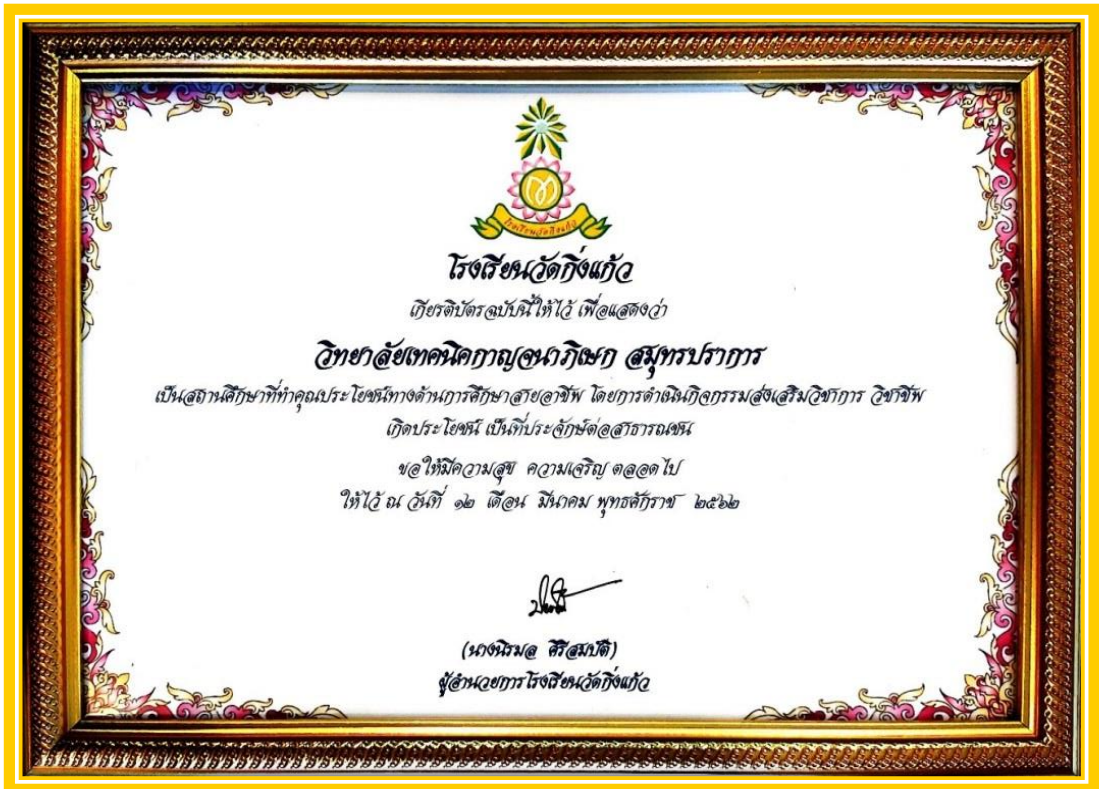 โรงเรียนวัดกิ่งแก้ว
โรงเรียนวัดกิ่งแก้ว
เกียรติบัตรฉบับนี้ให้ไว้ เพื่อแสดงว่า
วิทยาลัยเทคนิคกาญจนาภิเษก สมุทรปราการ
เป็นสถานศึกษาที่ทำคุณประโยชน์ทางด้านการศึกษาสายอาชีพ โดยการดำเนินกิจกรรมส่งเสริมวิชาการ วิชาชีพ
เกิดประโยชน์ เป็นที่ประจักษ์ต่อสาธารณชน
ขอให้มีความสุข ความเจริญ ตลอดไป
ให้ไว้ ณ วันที่ ๑๒ เดือน มีนาคม พุทธศักราช ๒๕๖๒
(นางนิรมล ศิริสมบัติ)
ผู้อำนวยการโรงเรียนวัดกิ่งแก้ว